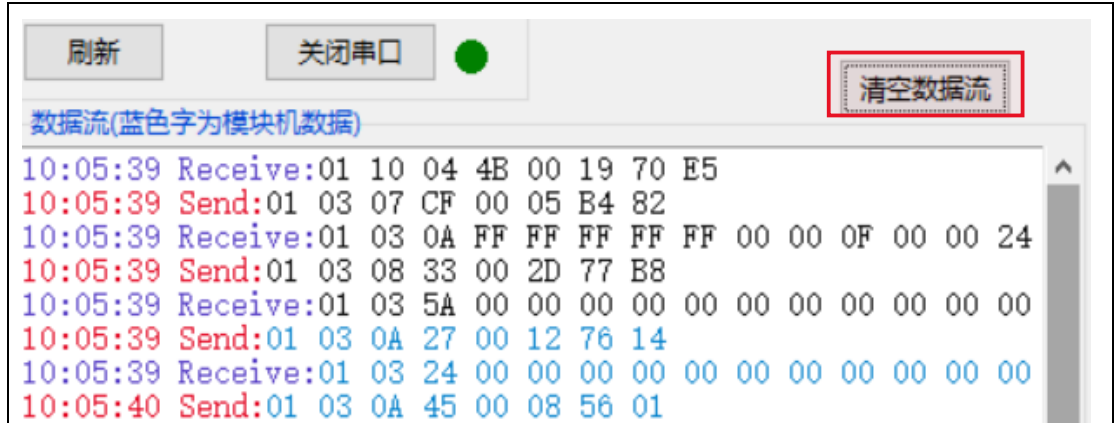 刷新
关闭串口
清空数据流
数据流(蓝色字为模块机数据)
10:05:39 Receive:01 10 04 4B 00 19 70 E5
10:05:39 Send:01 03 07 CF 00 05 B4 82
10:05:39 Receive:01 03 0A FF FF FF FF FF 00 00 0F 00 00 24
10:05:39 Send:01 03 08 33 00 2D 77 B8
10:05:39 Receive:01 03 5A 00 00 00 00 00 00 00 00 00 00 00
10:05:39 Send:01 03 0A 27 00 12 76 14
10:05:39 Receive:01 03 24 00 00 00 00 00 00 00 00 00 00 00
10:05:40 Send:01 03 0A 45 00 08 56 01